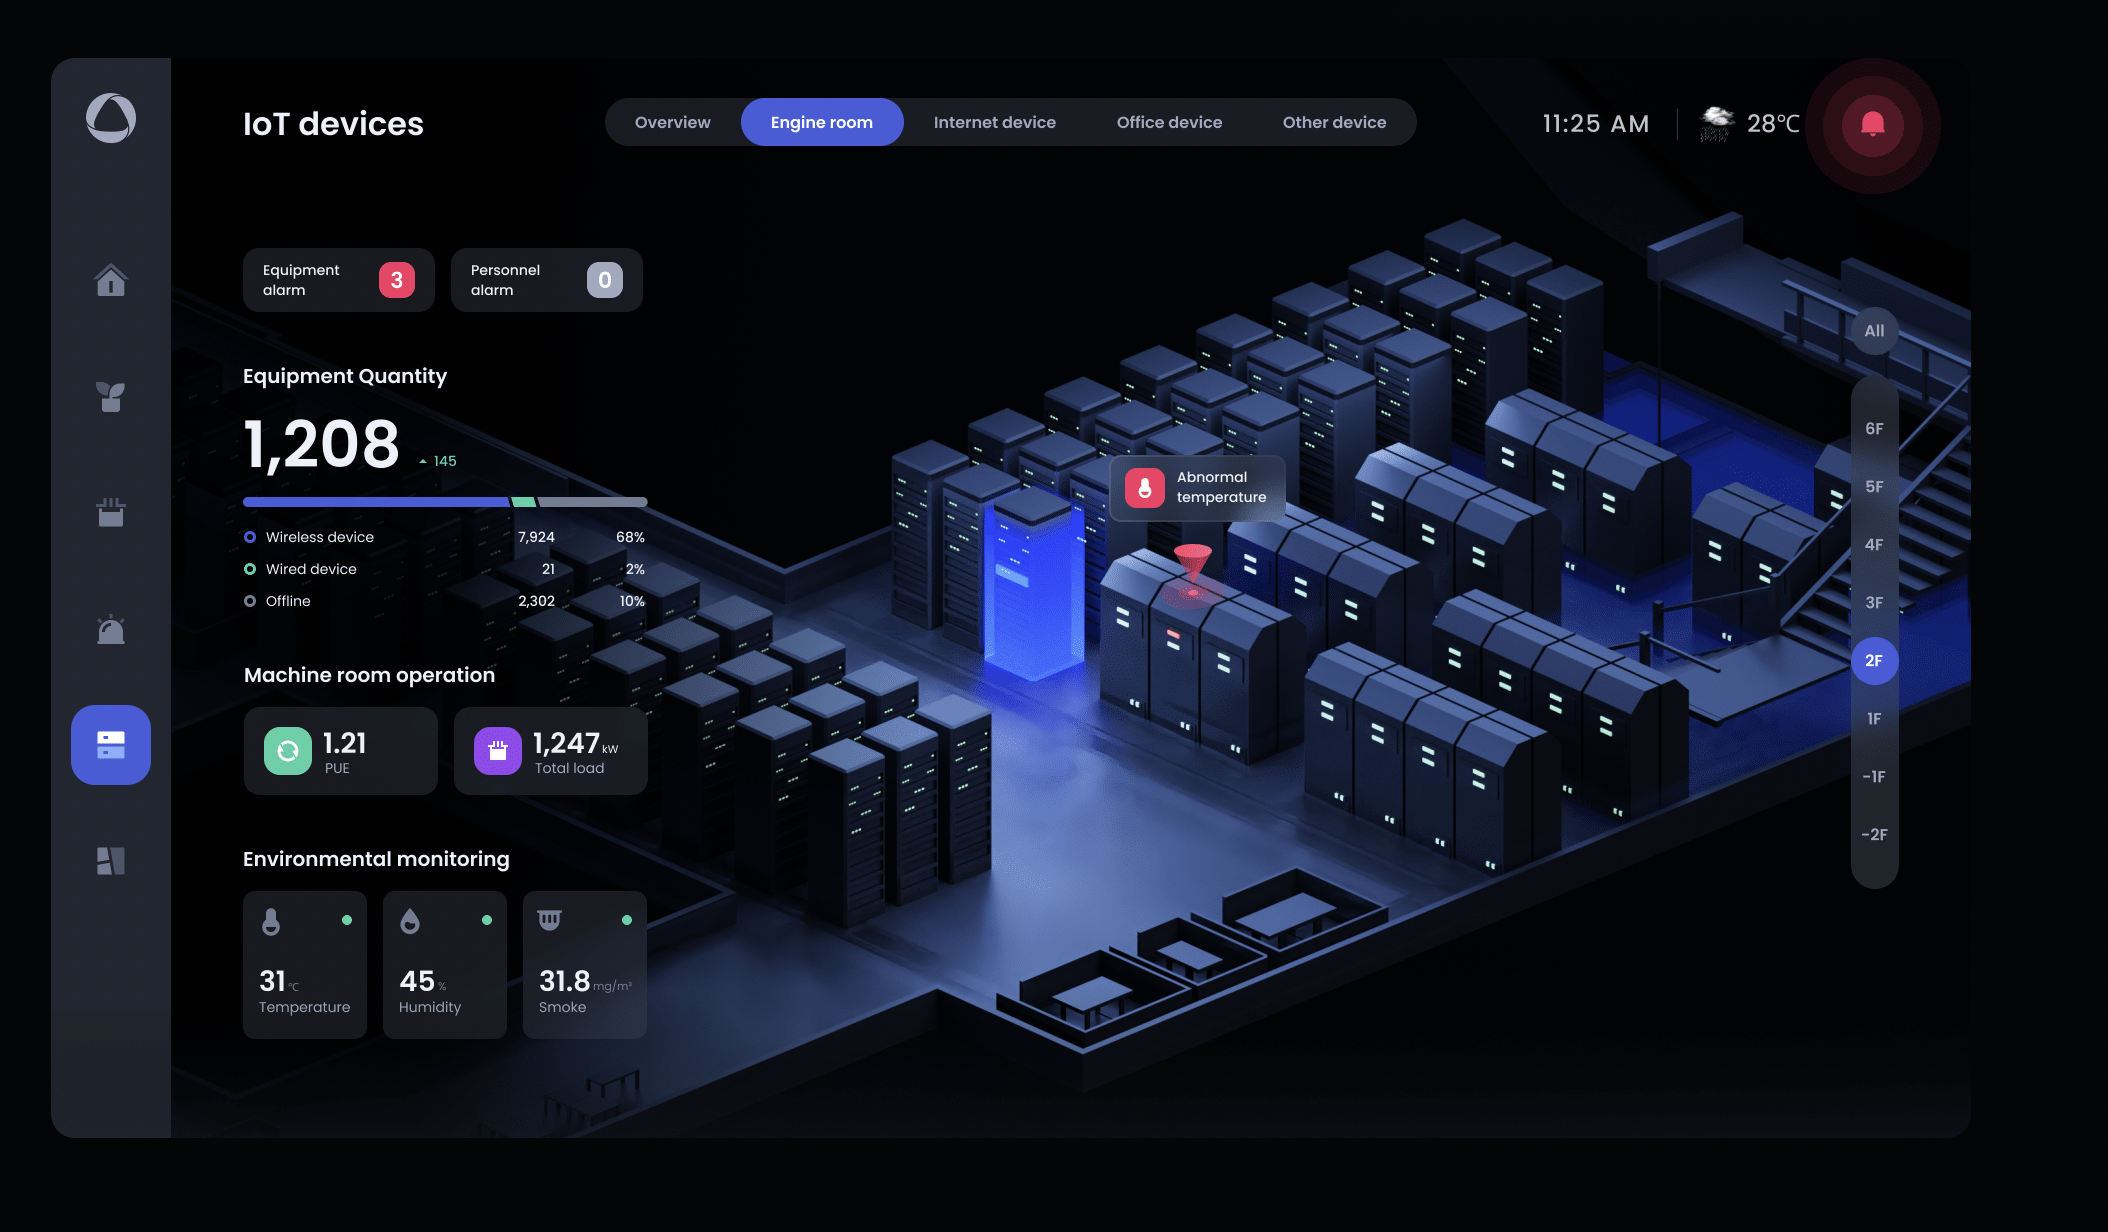 IoT devices
Overview
Engine room
Internet device
Office device
Other device
11:25 AM
28℃
Equipment
alarm
3
Personnel
alarm
0
Equipment Quantity
1,208
145
Wireless device 7,924 68%
Wired device 21 2%
Offline 2,302 10%
Machine room operation
1.21
PUE
1,247 kW
Total load
Environmental monitoring
31 ℃
Temperature
45 %
Humidity
31.8 mg/m³
Smoke
Abnormal
temperature
All
6F
5F
4F
3F
2F
1F
-1F
-2F